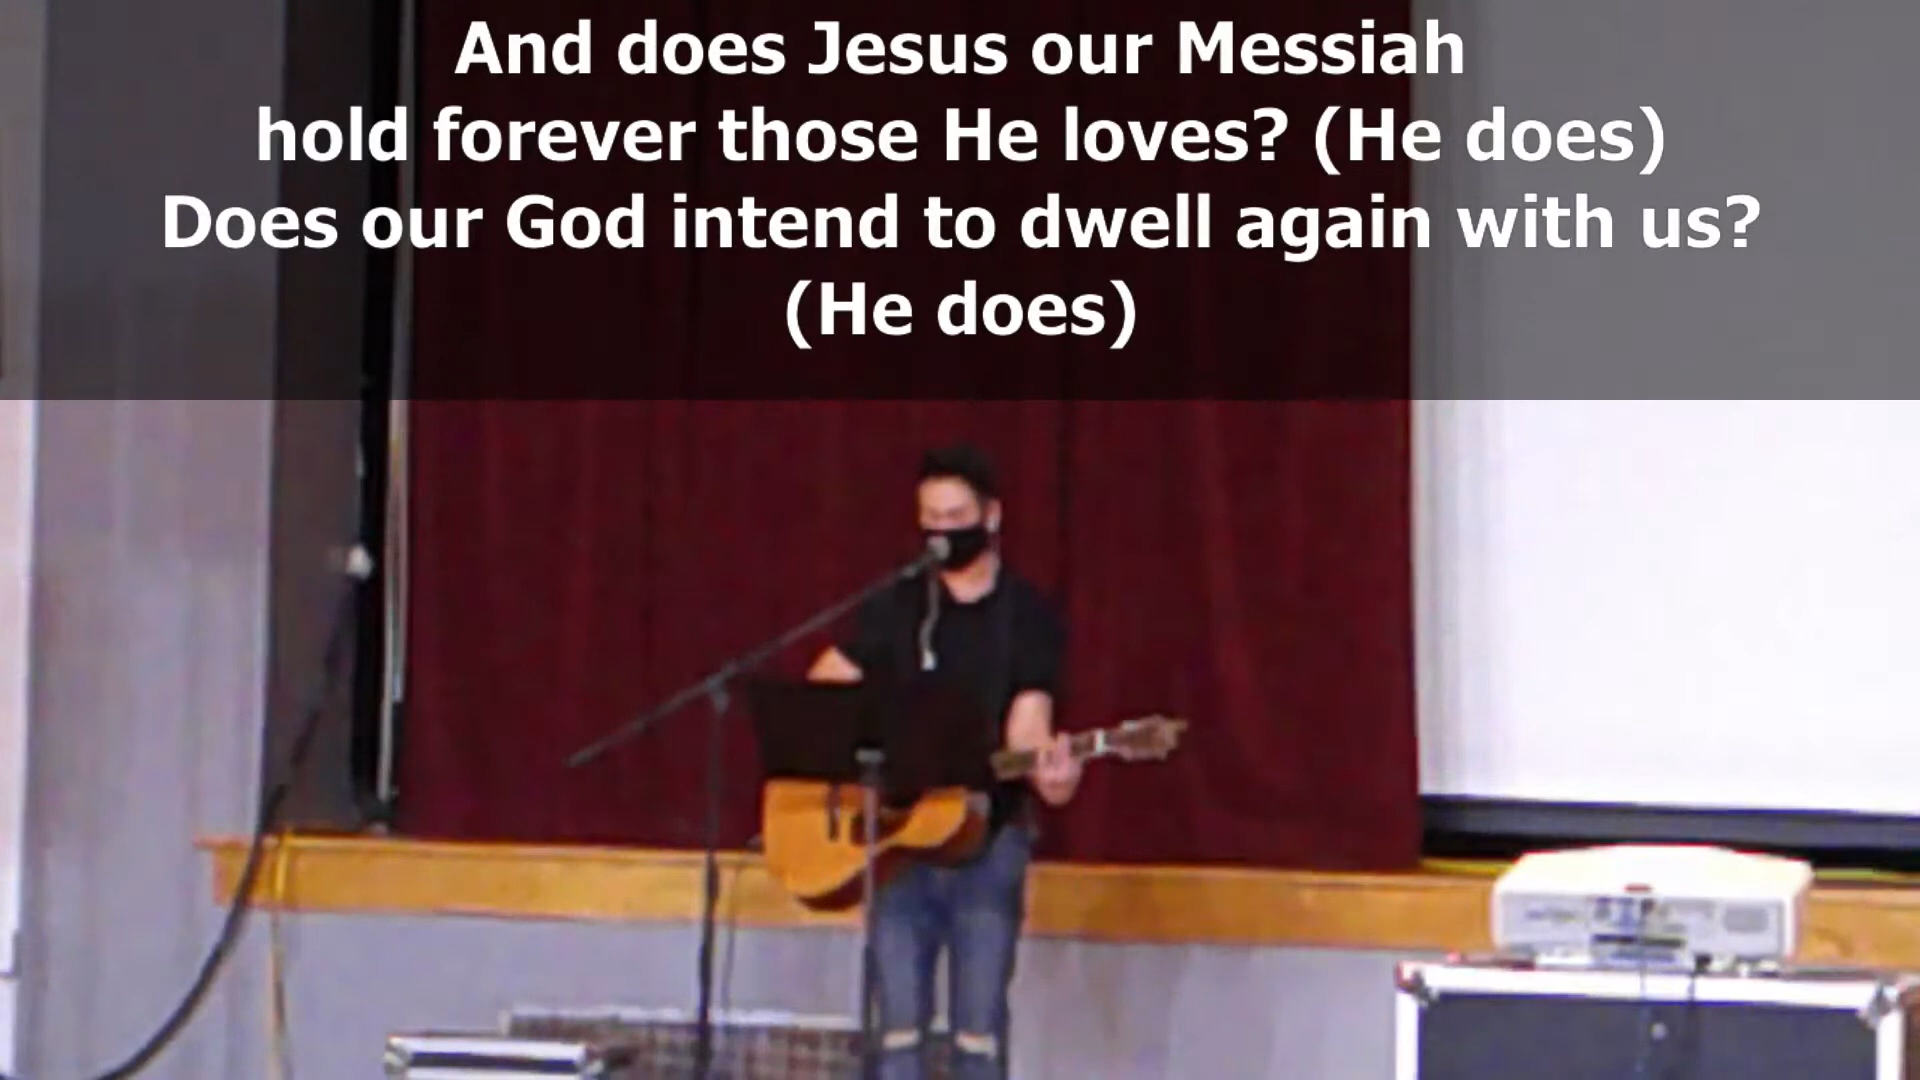 And does Jesus our Messiah
hold forever those He loves? (He does)
Does our God intend to dwell again with us?
(He does)